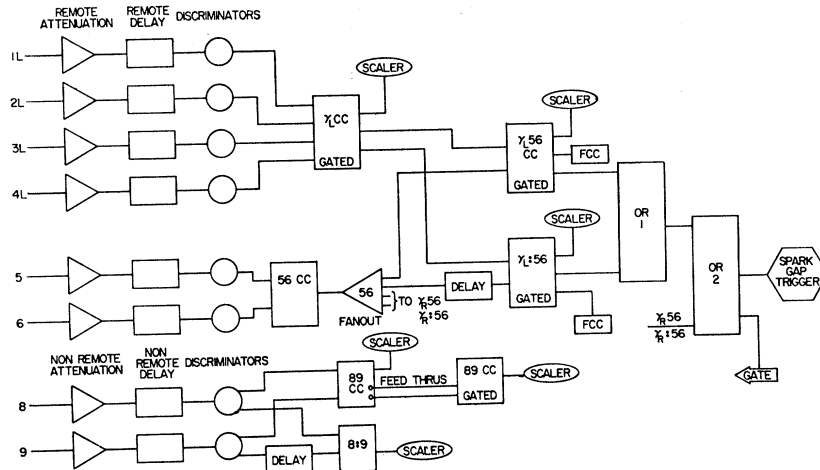 REMOTE ATTENUATION
REMOTE DELAY
DISCRIMINATORS
1L
2L
3L
4L
γLCC
GATED
SCALER
γL56
CC
GATED
SCALER
FCC
OR
1
5
6
56 CC
56
FANOUT
TO γR56
γR:56
DELAY
γL:56
GATED
SCALER
FCC
OR
2
γR56
γR:56
SPARK
GAP
TRIGGER
GATE
NON REMOTE
ATTENUATION
NON
REMOTE
DELAY
DISCRIMINATORS
8
9
89
CC
SCALER
FEED THRUS
89 CC
GATED
SCALER
DELAY
8:9
SCALER